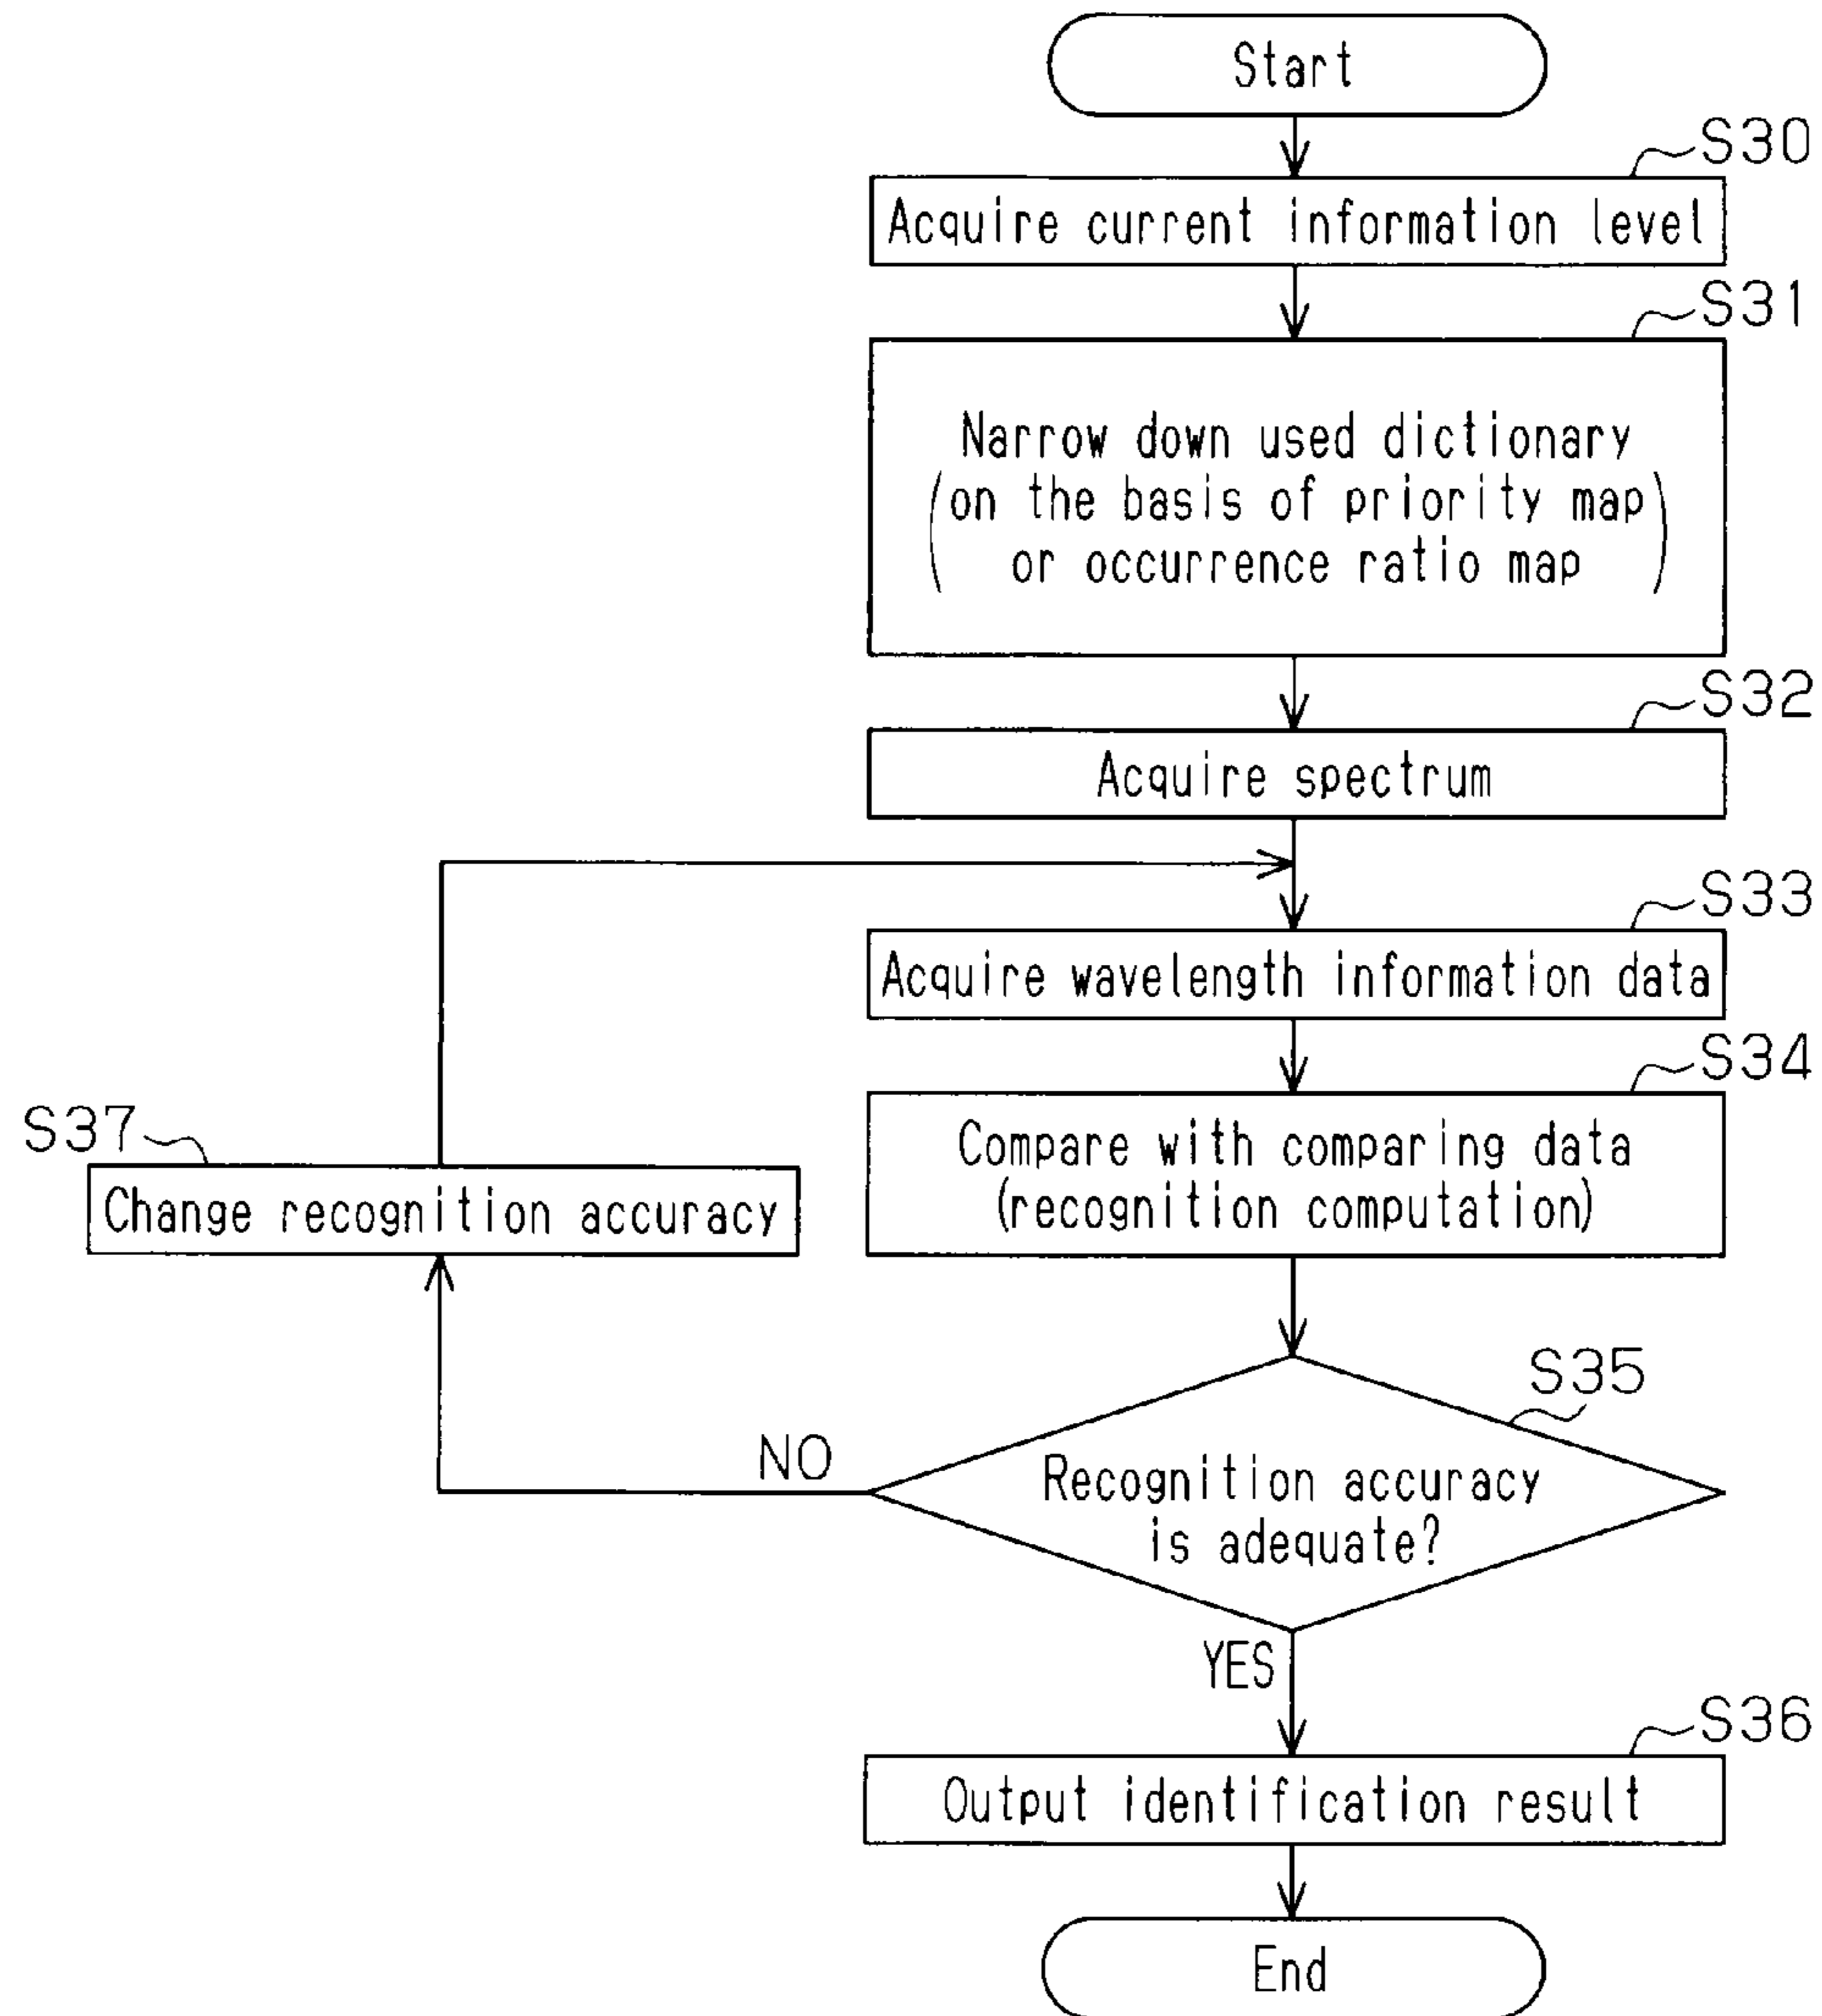 Start
S30
Acquire current information level
S31
Narrow down used dictionary
(on the basis of priority map
or occurrence ratio map)
S32
Acquire spectrum
S33
Acquire wavelength information data
S34
Compare with comparing data
(recognition computation)
S37
Change recognition accuracy
S35
NO
Recognition accuracy
is adequate?
YES
S36
Output identification result
End